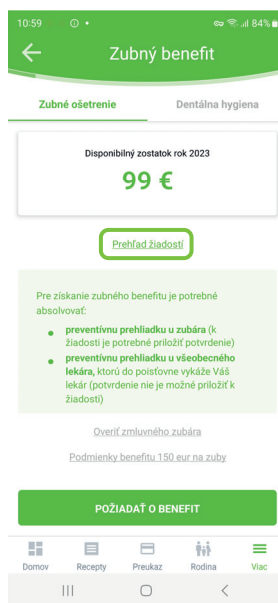 10:59 84%
Zubný benefit
Zubné ošetrenie Dentálna hygiena
Disponibilný zostatok rok 2023
99 €
Prehľad žiadostí
Pre získanie zubného benefitu je potrebné
absolvovať:
preventívnu prehliadku u zubára (k
žiadosti je potrebné priložiť potvrdenie)
preventívnu prehliadku u všeobecného
lekára, ktorú do poisťovne vykáže Váš
lekár (potvrdenie nie je možné priložiť k
žiadosti)
Overiť zmluvného zubára
Podmienky benefitu 150 eur na zuby
POŽIADAŤ O BENEFIT
Domov Recepty Preukaz Rodina Viac